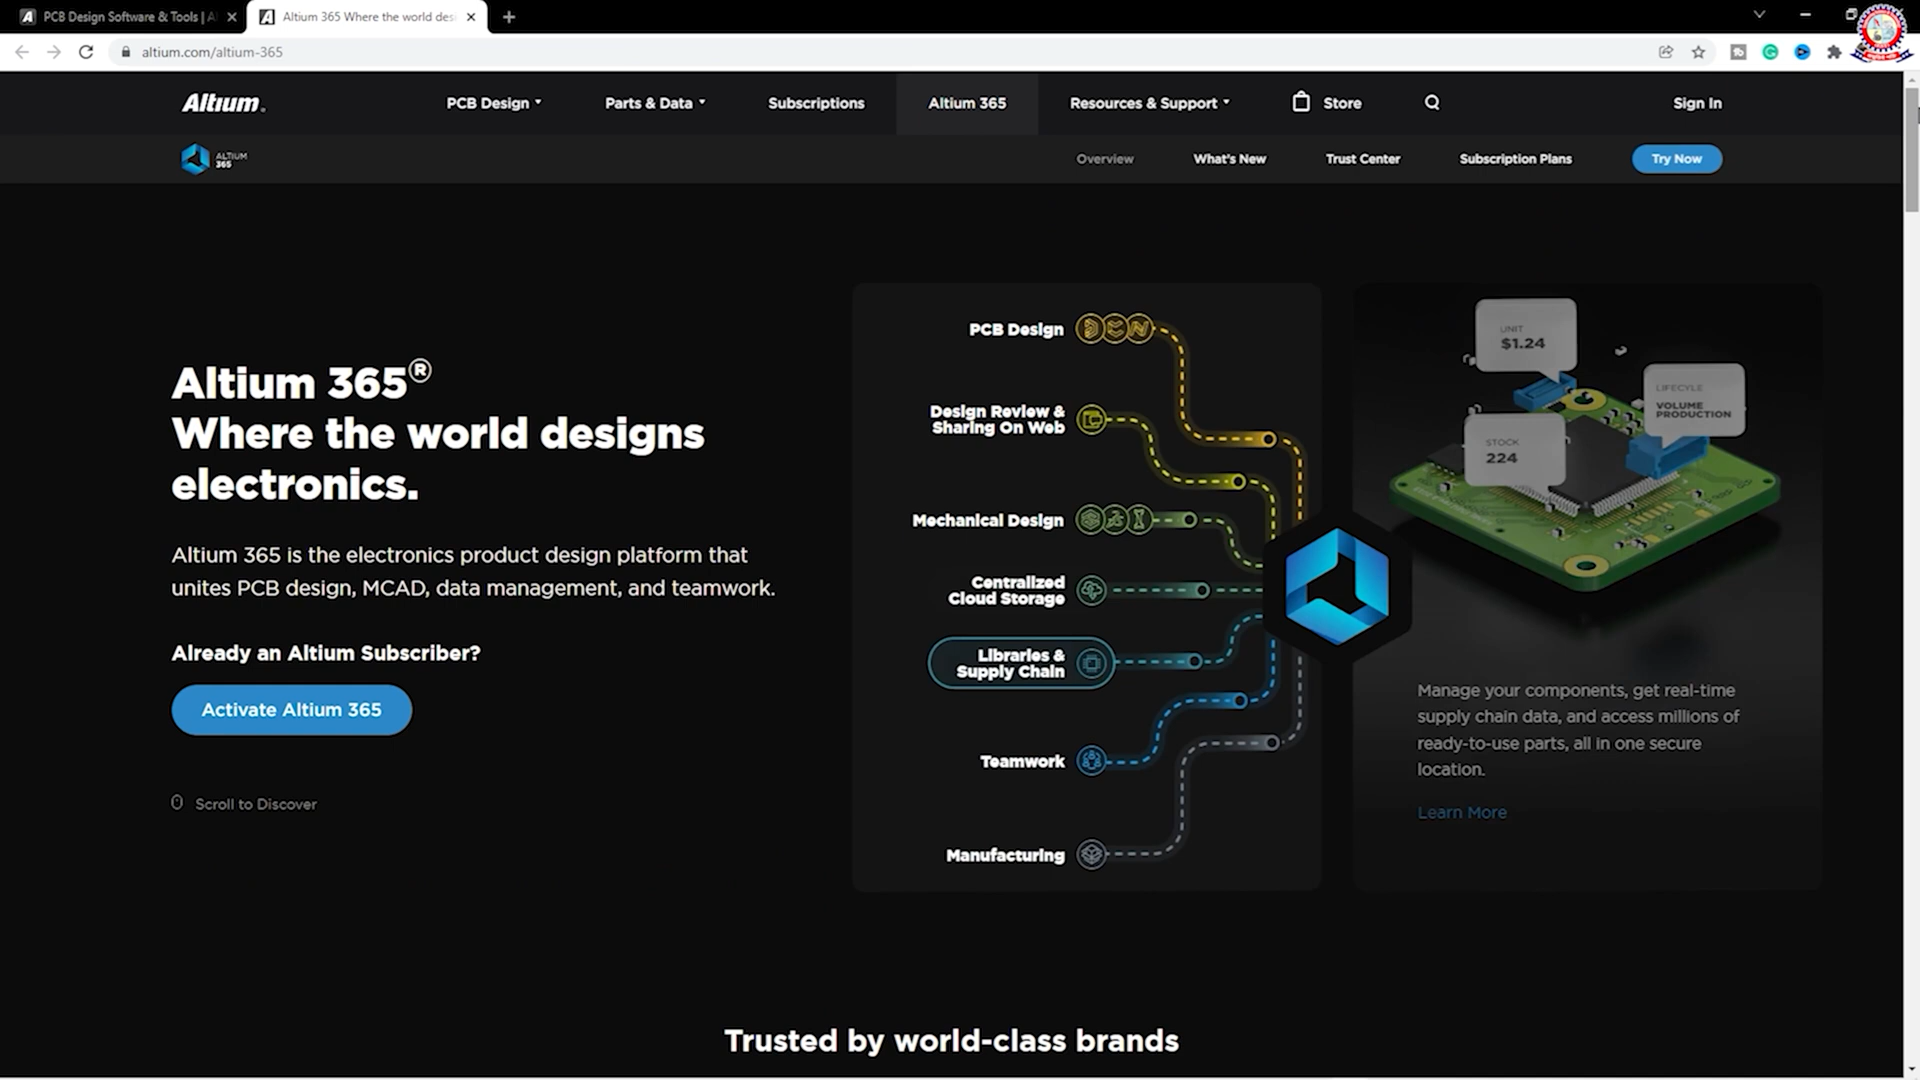 PCB Design Software & Tools |
Altium 365 Where the world des
altium.com/altium-365
Altium
PCB Design
Parts & Data
Subscriptions
Altium 365
Resources & Support
Store
Sign In
ALTIUM
365
Overview
What's New
Trust Center
Subscription Plans
Try Now
Altium 365®
Where the world designs
electronics.
Altium 365 is the electronics product design platform that
unites PCB design, MCAD, data management, and teamwork.
Already an Altium Subscriber?
Activate Altium 365
Scroll to Discover
PCB Design
Design Review &
Sharing On Web
Mechanical Design
Centralized
Cloud Storage
Libraries &
Supply Chain
Teamwork
Manufacturing
UNIT
$1.24
LIFECYLE
VOLUME
PRODUCTION
STOCK
224
Manage your components, get real-time
supply chain data, and access millions of
ready-to-use parts, all in one secure
location.
Learn More
Trusted by world-class brands